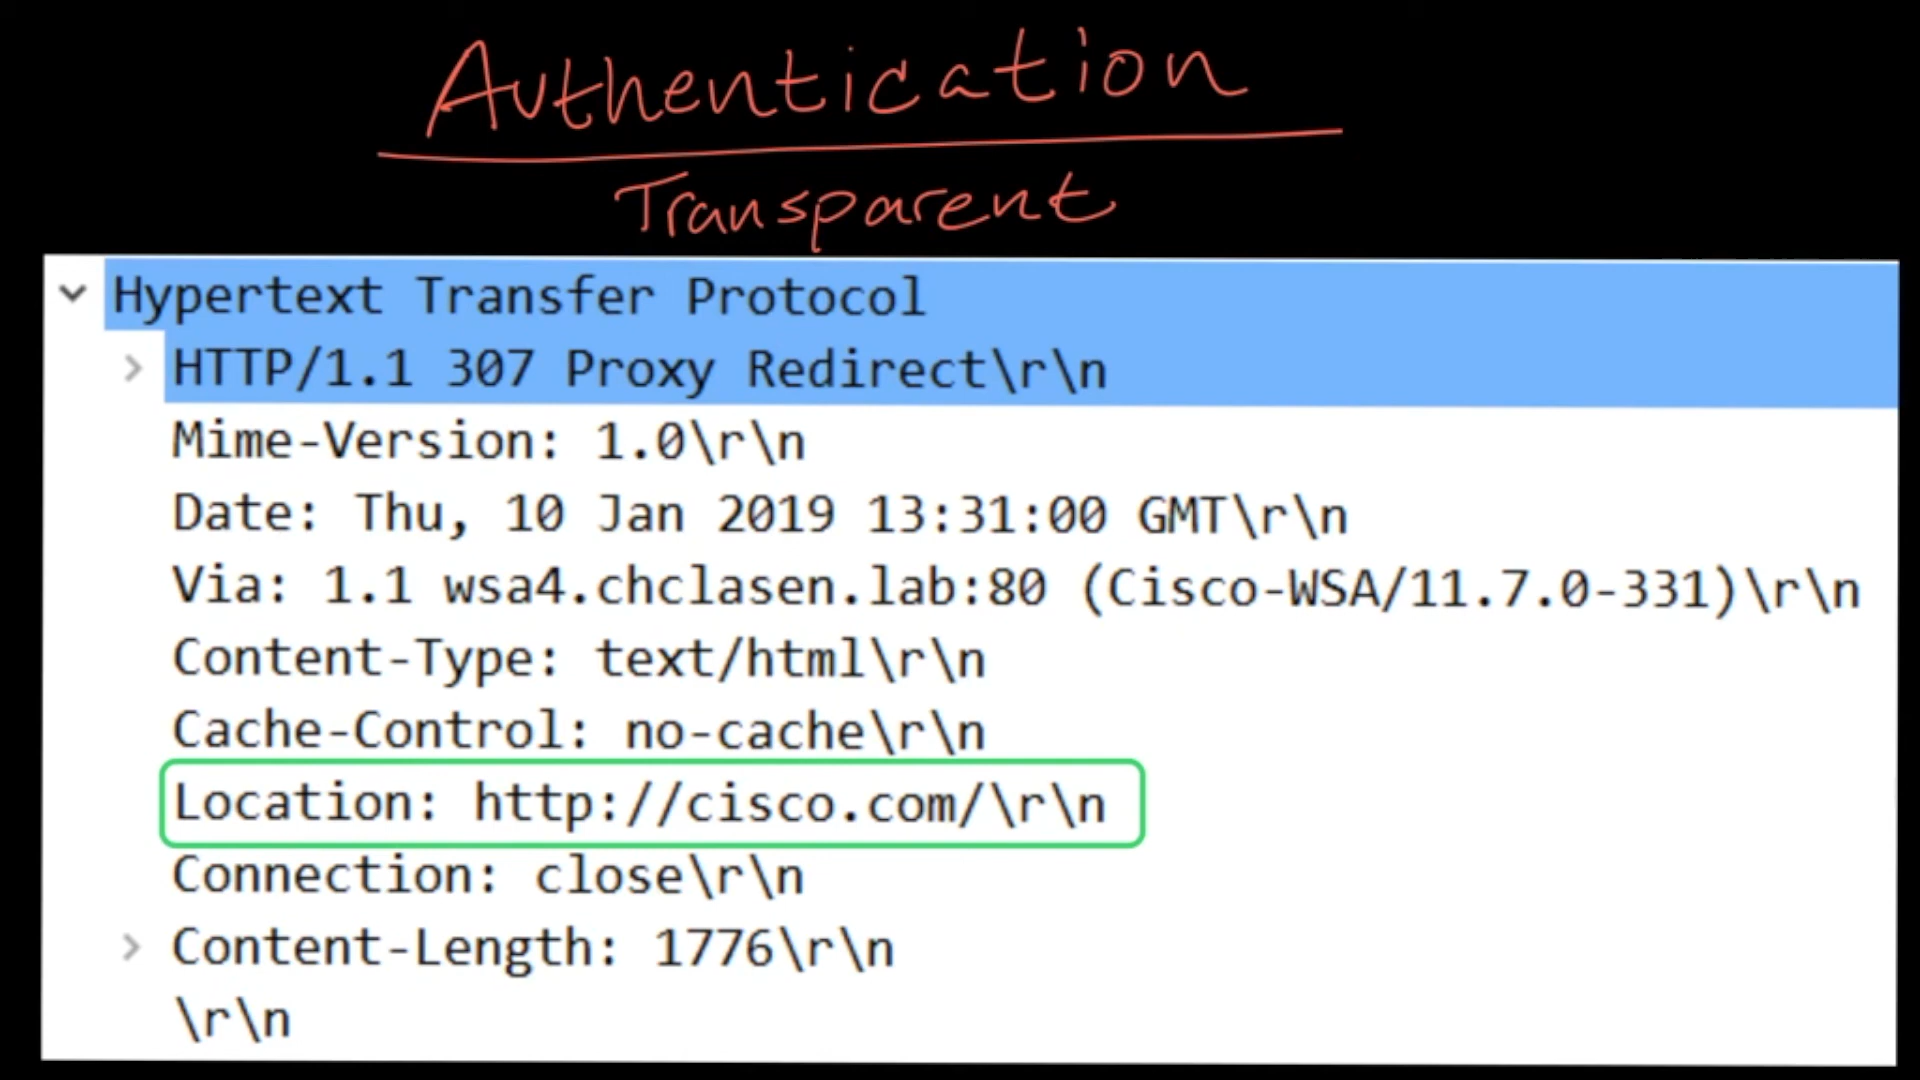 Authentication
Transparent
Hypertext Transfer Protocol
HTTP/1.1 307 Proxy Redirect\r\n
Mime-Version: 1.0\r\n
Date: Thu, 10 Jan 2019 13:31:00 GMT\r\n
Via: 1.1 wsa4.chclasen.lab:80 (Cisco-WSA/11.7.0-331)\r\n
Content-Type: text/html\r\n
Cache-Control: no-cache\r\n
Location: http://cisco.com/\r\n
Connection: close\r\n
Content-Length: 1776\r\n
\r\n